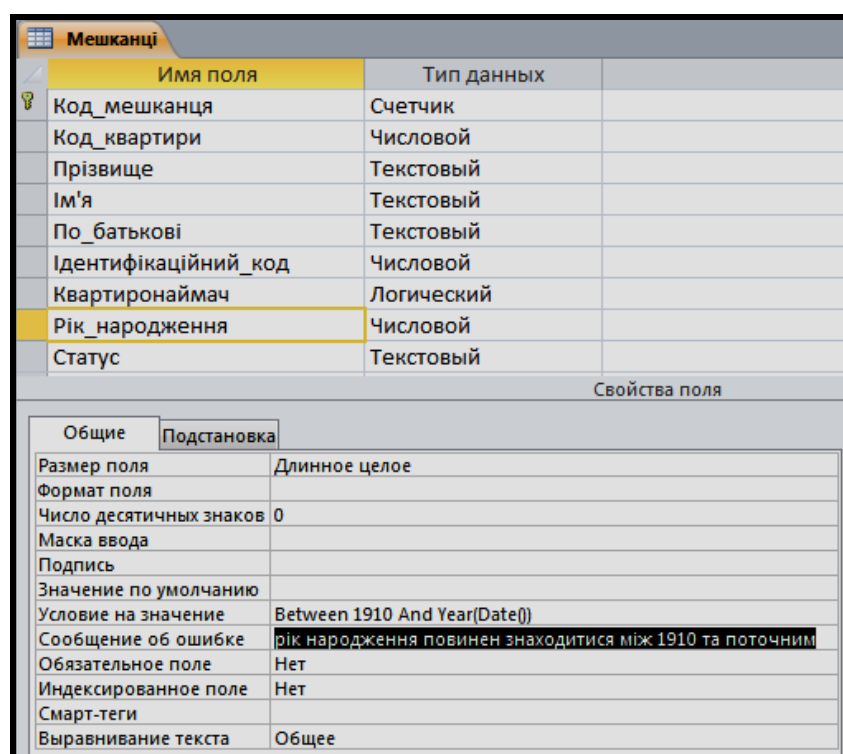 Мешканці
Имя поля Тип данных
Код_мешканця Счетчик
Код_квартири Числовой
Прізвище Текстовый
Ім'я Текстовый
По_батькові Текстовый
Ідентифікаційний_код Числовой
Квартиронаймач Логический
Рік_народження Числовой
Статус Текстовый
Свойства поля
Общие Подстановка
Размер поля Длинное целое
Формат поля
Число десятичных знаков 0
Маска ввода
Подпись
Значение по умолчанию
Условие на значение Between 1910 And Year(Date())
Сообщение об ошибке рік народження повинен знаходитися між 1910 та поточним
Обязательное поле Нет
Индексированное поле Нет
Смарт-теги
Выравнивание текста Общее